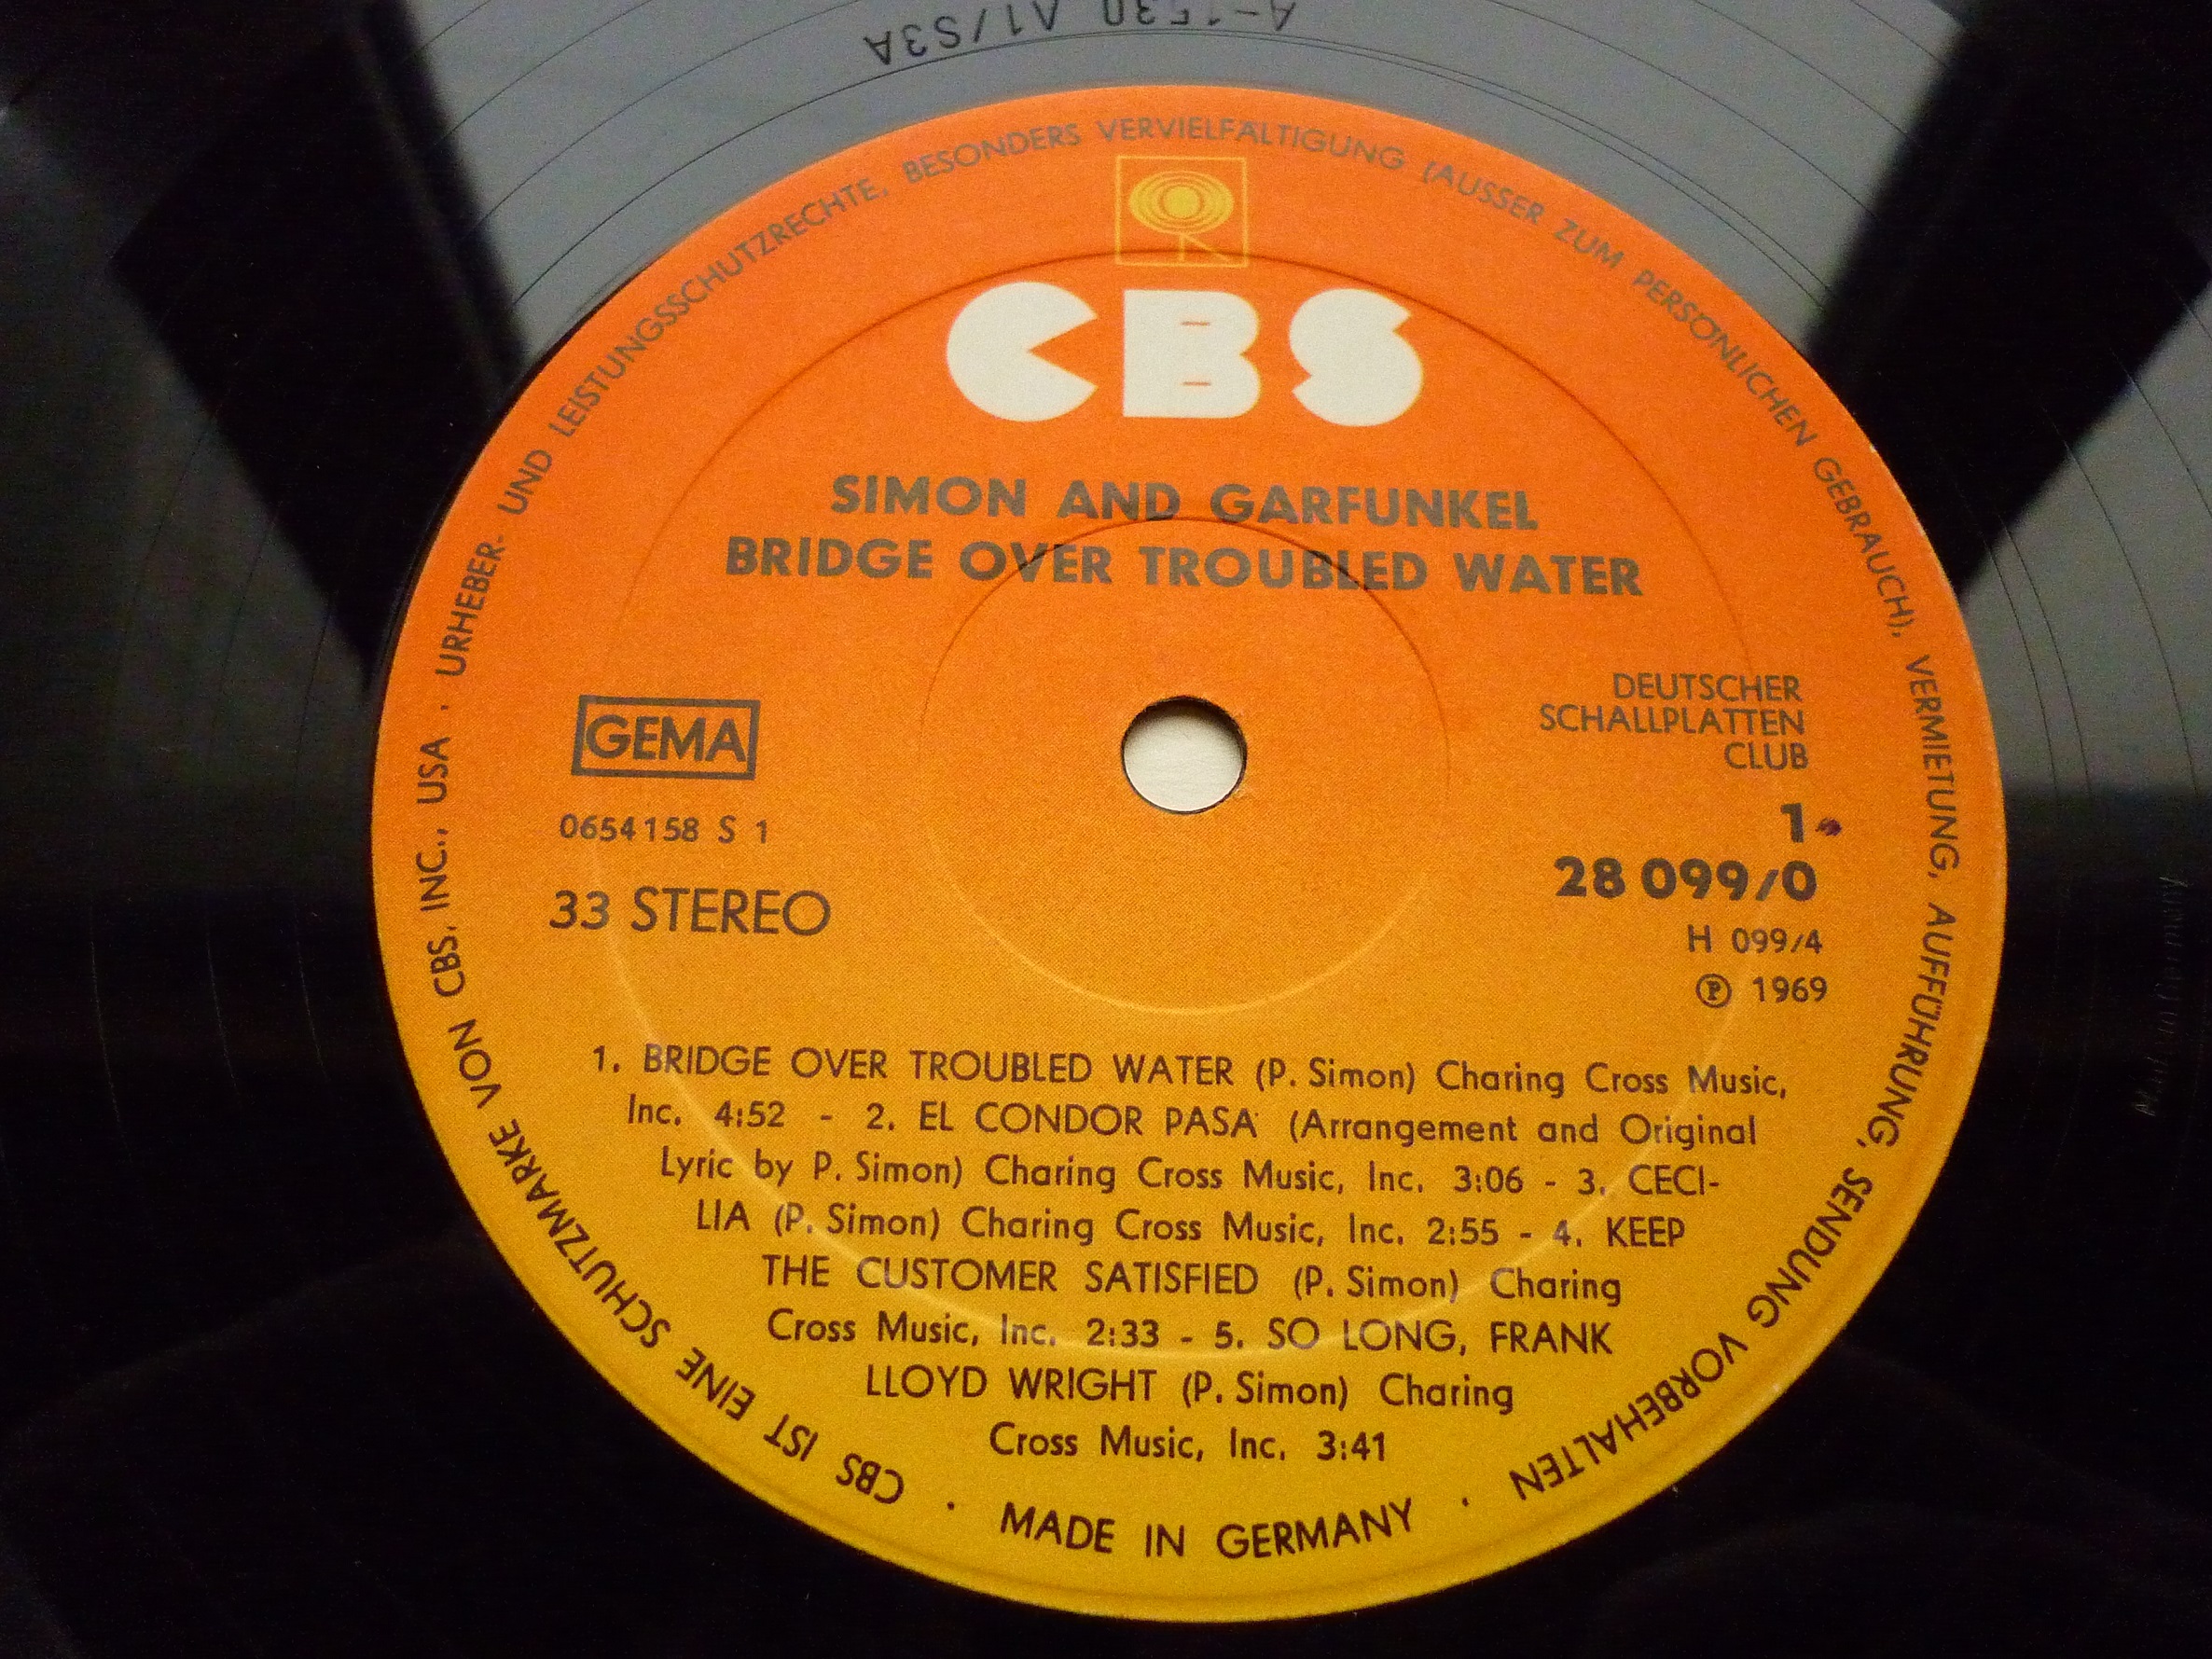 A-1530 A1/S3A
CBS
SIMON AND GARFUNKEL
BRIDGE OVER TROUBLED WATER
GEMA
0654158 S 1
33 STEREO
DEUTSCHER
SCHALLPLATTEN
CLUB
1
28 099/0
H 099/4
Ⓟ 1969
1. BRIDGE OVER TROUBLED WATER (P. Simon) Charing Cross Music,
Inc. 4:52 - 2. EL CONDOR PASA (Arrangement and Original
Lyric by P. Simon) Charing Cross Music, Inc. 3:06 - 3. CECI-
LIA (P. Simon) Charing Cross Music, Inc. 2:55 - 4. KEEP
THE CUSTOMER SATISFIED (P. Simon) Charing
Cross Music, Inc. 2:33 - 5. SO LONG, FRANK
LLOYD WRIGHT (P. Simon) Charing
Cross Music, Inc. 3:41
CBS IST EINE SCHUTZMARKE VON CBS, INC., USA · URHEBER- UND LEISTUNGSSCHUTZRECHTE, BESONDERS VERVIELFÄLTIGUNG (AUSSER ZUM PERSÖNLICHEN GEBRAUCH), VERMIETUNG, AUFFÜHRUNG, SENDUNG VORBEHALTEN · MADE IN GERMANY ·
Made in Germany